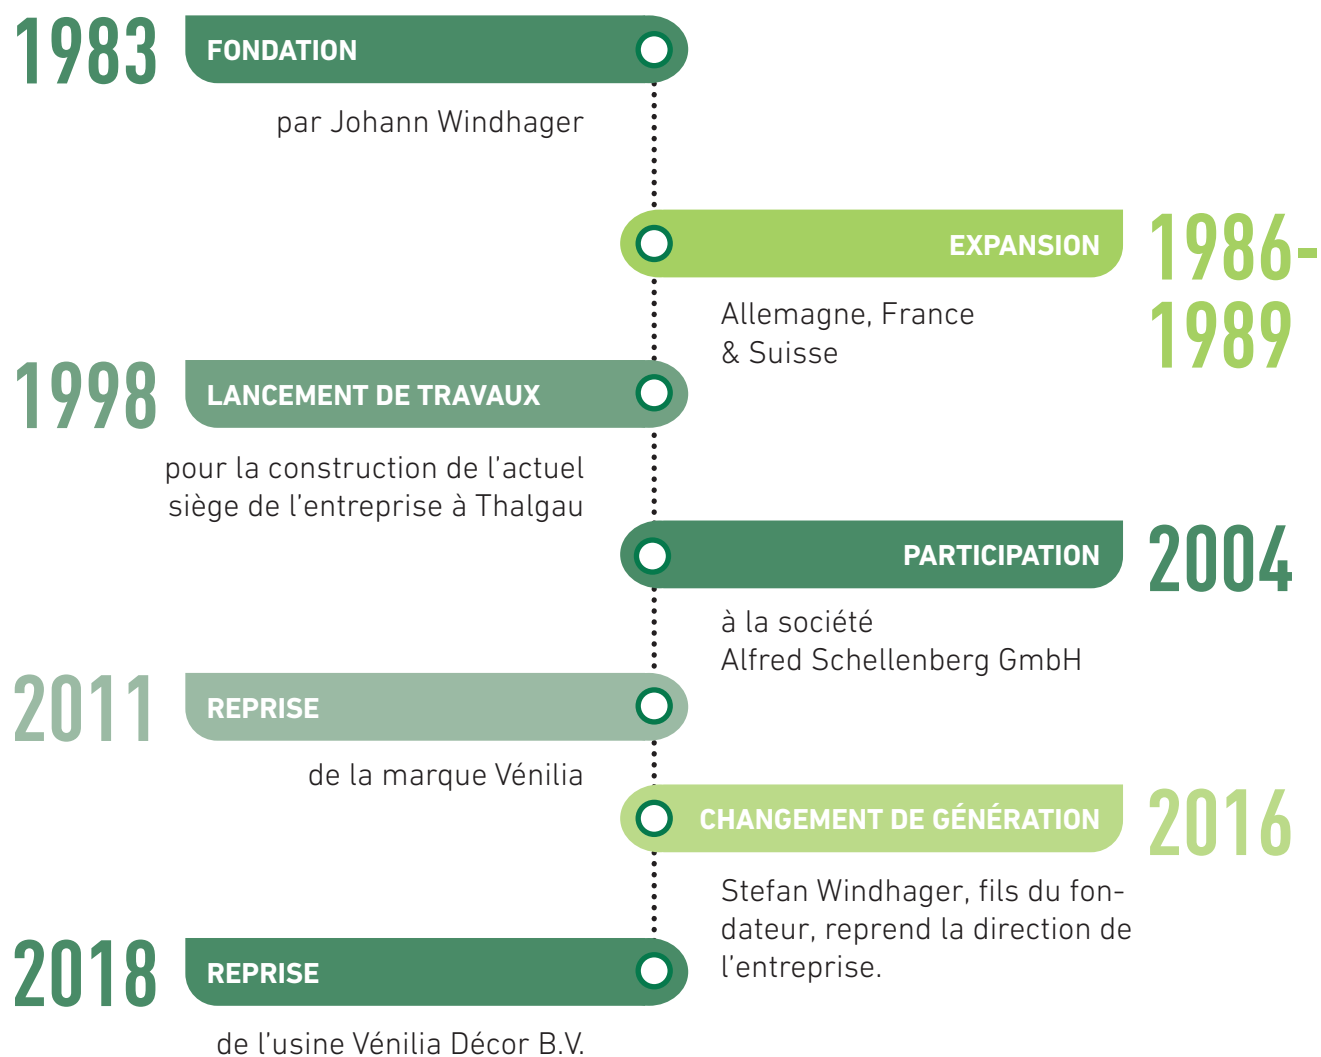 1983
FONDATION
par Johann Windhager
EXPANSION
1986-
1989
Allemagne, France
& Suisse
1998
LANCEMENT DE TRAVAUX
pour la construction de l’actuel
siège de l’entreprise à Thalgau
PARTICIPATION
2004
à la société
Alfred Schellenberg GmbH
2011
REPRISE
de la marque Vénilia
CHANGEMENT DE GÉNÉRATION
2016
Stefan Windhager, fils du fon-
dateur, reprend la direction de
l’entreprise.
2018
REPRISE
de l’usine Vénilia Décor B.V.